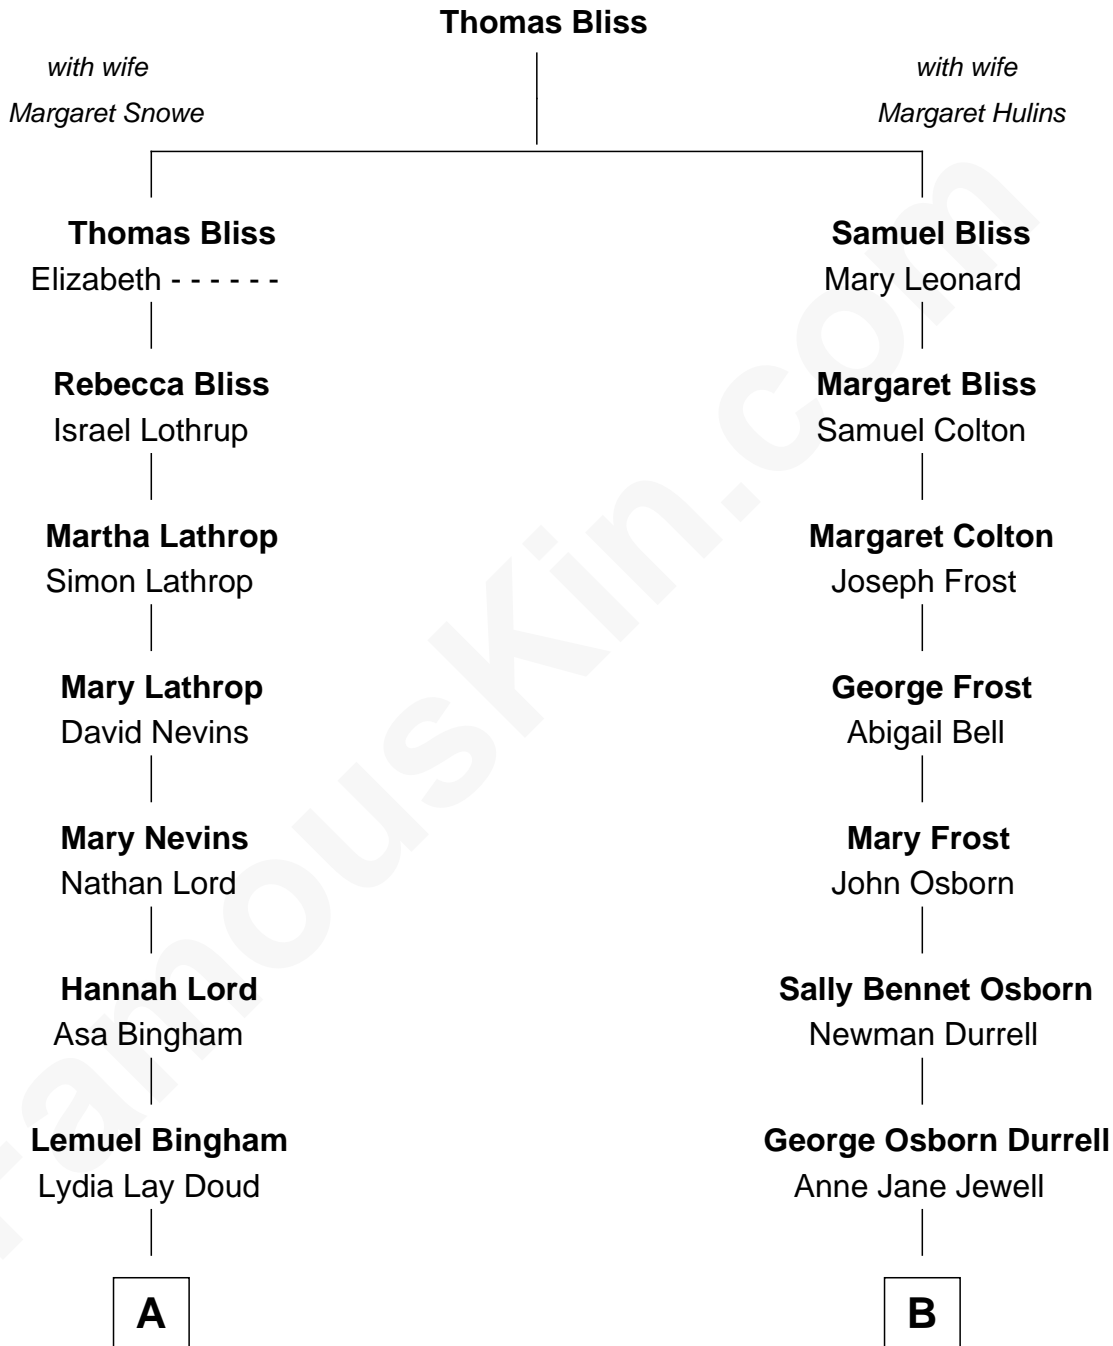 Thomas Bliss
with wife
Margaret Snowe
with wife
Margaret Hulins
Thomas Bliss
Elizabeth - - - - - -
Samuel Bliss
Mary Leonard
Rebecca Bliss
Israel Lothrup
Margaret Bliss
Samuel Colton
Martha Lathrop
Simon Lathrop
Margaret Colton
Joseph Frost
Mary Lathrop
David Nevins
George Frost
Abigail Bell
Mary Nevins
Nathan Lord
Mary Frost
John Osborn
Hannah Lord
Asa Bingham
Sally Bennet Osborn
Newman Durrell
Lemuel Bingham
Lydia Lay Doud
George Osborn Durrell
Anne Jane Jewell
A
B
FamousKin.com